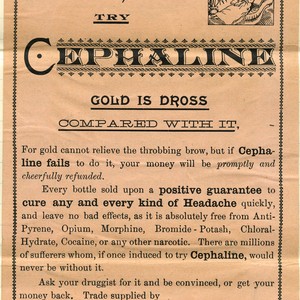 TRY
CEPHALINE
GOLD IS DROSS
COMPARED WITH IT,
For gold cannot relieve the throbbing brow, but if Cepha-
line fails to do it, your money will be promptly and
cheerfully refunded.
Every bottle sold upon a positive guarantee to
cure any and every kind of Headache quickly,
and leave no bad effects, as it is absolutely free from Anti-
Pyrene, Opium, Morphine, Bromide-Potash, Chloral-
Hydrate, Cocaine, or any other narcotic. There are millions
of sufferers whom, if once induced to try Cephaline, would
never be without it.
Ask your druggist for it and be convinced, or get your
money back, Trade supplied by